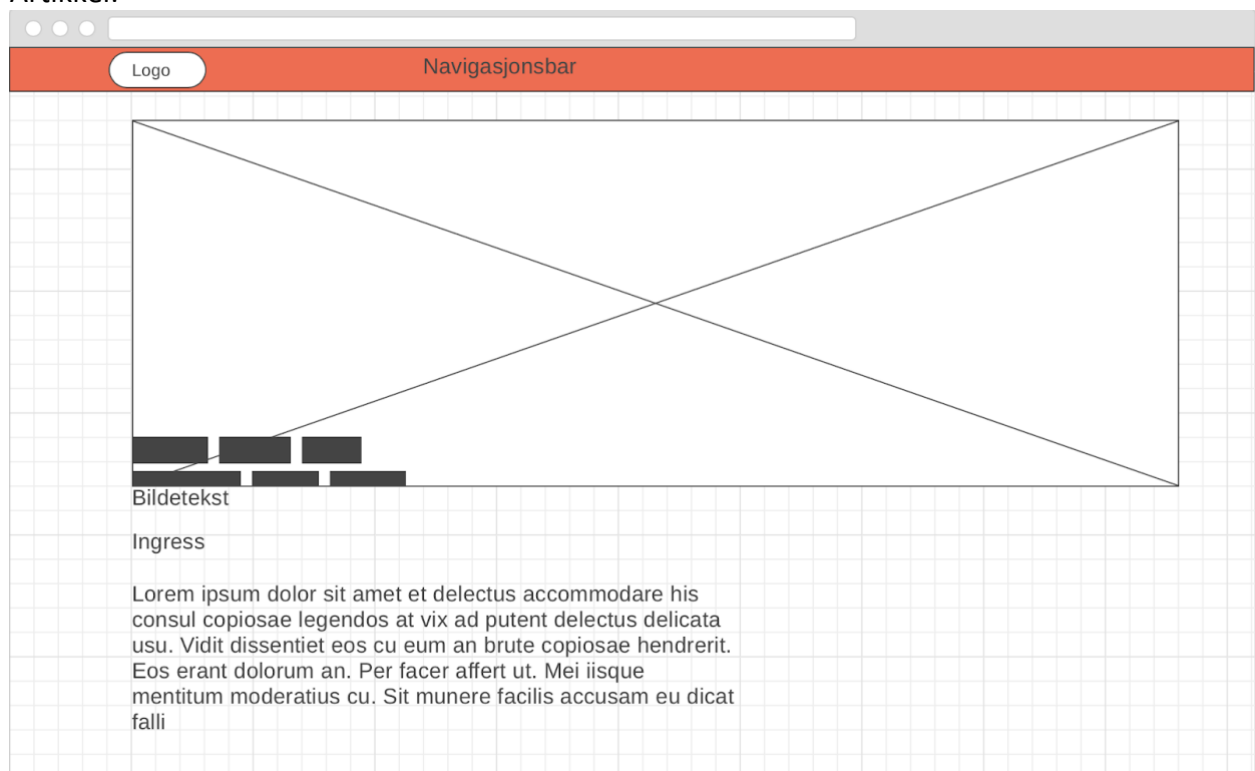 Logo
Navigasjonsbar
Bildetekst
Ingress
Lorem ipsum dolor sit amet et delectus accommodare his
consul copiosae legendos at vix ad putent delectus delicata
usu. Vidit dissentiet eos cu eum an brute copiosae hendrerit.
Eos erant dolorum an. Per facer affert ut. Mei iisque
mentitum moderatius cu. Sit munere facilis accusam eu dicat
falli